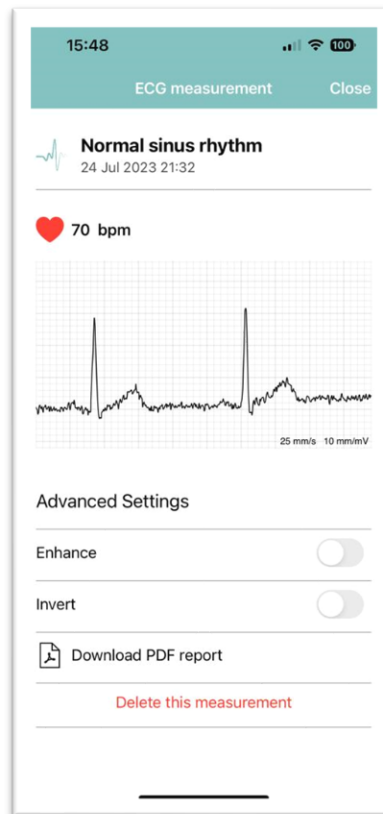 15:48
100
ECG measurement Close
Normal sinus rhythm
24 Jul 2023 21:32
70 bpm
25 mm/s 10 mm/mV
Advanced Settings
Enhance
Invert
Download PDF report
Delete this measurement